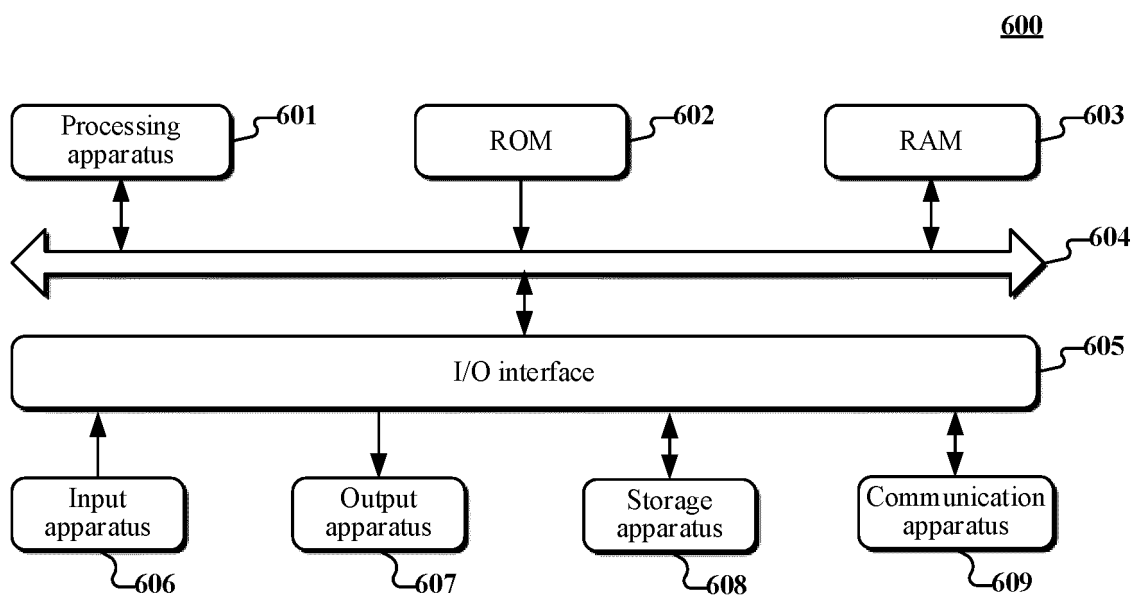 600
Processing
apparatus
601
ROM
602
RAM
603
604
I/O interface
605
Input
apparatus
606
Output
apparatus
607
Storage
apparatus
608
Communication
apparatus
609